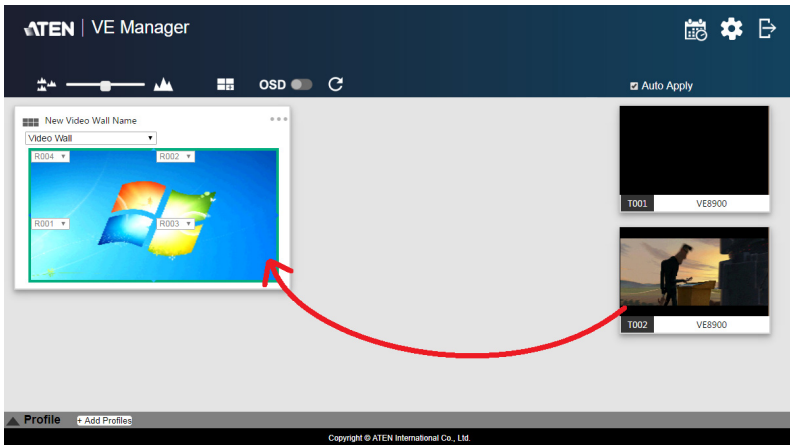 ATEN | VE Manager
OSD
Auto Apply
New Video Wall Name
Video Wall
R004
R002
R001
R003
T001 VE8900
T002 VE8900
Profile + Add Profiles
Copyright © ATEN International Co., Ltd.